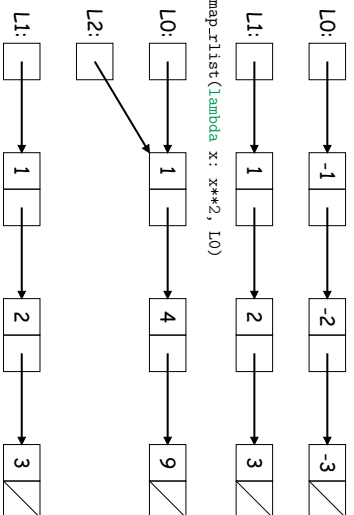 L0: -1 -2 -3
L1: 1 2 3
map_rlist(lambda x: x**2, L0)
L0: 1 4 9
L2:
L1: 1 2 3